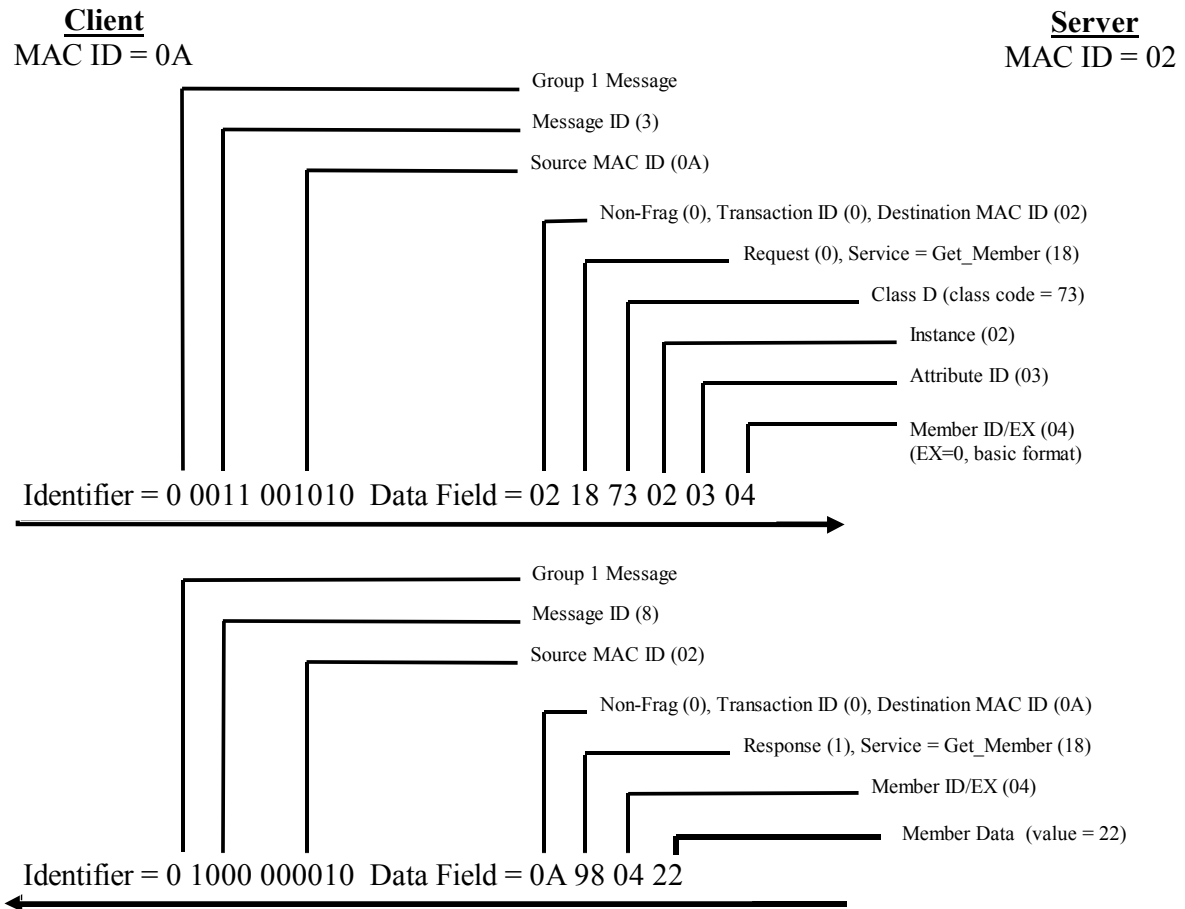 Client
MAC ID = 0A
Server
MAC ID = 02
Group 1 Message
Message ID (3)
Source MAC ID (0A)
Non-Frag (0), Transaction ID (0), Destination MAC ID (02)
Request (0), Service = Get_Member (18)
Class D (class code = 73)
Instance (02)
Attribute ID (03)
Member ID/EX (04)
(EX=0, basic format)
Identifier = 0 0011 001010 Data Field = 02 18 73 02 03 04
Group 1 Message
Message ID (8)
Source MAC ID (02)
Non-Frag (0), Transaction ID (0), Destination MAC ID (0A)
Response (1), Service = Get_Member (18)
Member ID/EX (04)
Member Data (value = 22)
Identifier = 0 1000 000010 Data Field = 0A 98 04 22